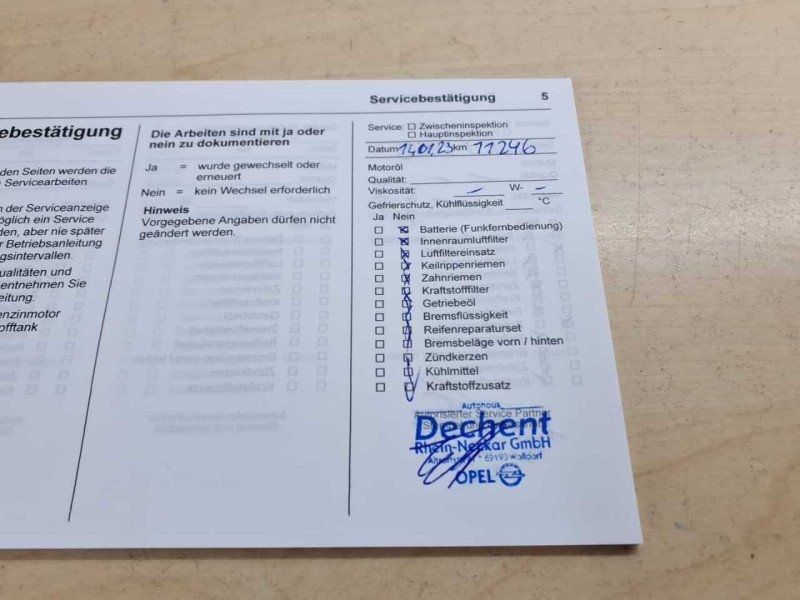 Servicebestätigung 5
ebestätigung
den Seiten werden die
Servicearbeiten
n der Serviceanzeige
öglich ein Service
den, aber nie später
r Betriebsanleitung
gsintervallen.
ualitäten und
entnehmen Sie
eitung.
enzinmotor
offtank
Die Arbeiten sind mit ja oder
nein zu dokumentieren
Ja = wurde gewechselt oder
erneuert
Nein = kein Wechsel erforderlich
Hinweis
Vorgegebene Angaben dürfen nicht
geändert werden.
Service: Zwischeninspektion
Hauptinspektion
Datum 14.01.23 km 11246
Motoröl
Qualität:
Viskosität: – W- –
Gefrierschutz, Kühlflüssigkeit °C
Ja Nein
Batterie (Funkfernbedienung)
Innenraumluftfilter
Luftfiltereinsatz
Keilrippenriemen
Zahnriemen
Kraftstofffilter
Getriebeöl
Bremsflüssigkeit
Reifenreparaturset
Bremsbeläge vorn / hinten
Zündkerzen
Kühlmittel
Kraftstoffzusatz
Autohaus
Autorisierter Service Partner
Dechent
Rhein-Neckar GmbH
69190 Walldorf
OPEL